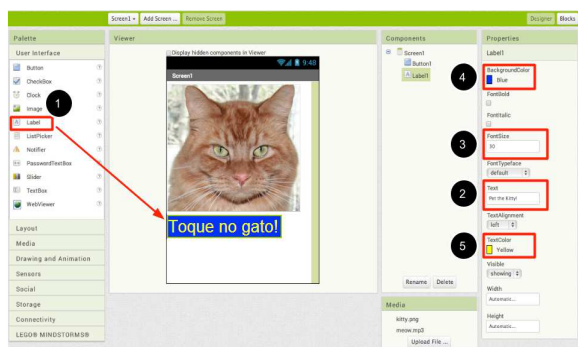 Screen1
Add Screen ...
Remove Screen
Designer
Blocks
Palette
User Interface
Button
CheckBox
Clock
Image
Label
ListPicker
Notifier
PasswordTextBox
Slider
TextBox
WebViewer
Layout
Media
Drawing and Animation
Sensors
Social
Storage
Connectivity
LEGO® MINDSTORMS®
1
Viewer
Display hidden components in Viewer
9:48
Screen1
Toque no gato!
Components
Screen1
Button1
Label1
Rename
Delete
Media
kitty.png
meow.mp3
Upload File ...
Properties
Label1
4
BackgroundColor
Blue
FontBold
FontItalic
3
FontSize
30
FontTypeface
default
2
Text
Pet the Kitty!
TextAlignment
left
5
TextColor
Yellow
Visible
showing
Width
Automatic...
Height
Automatic...